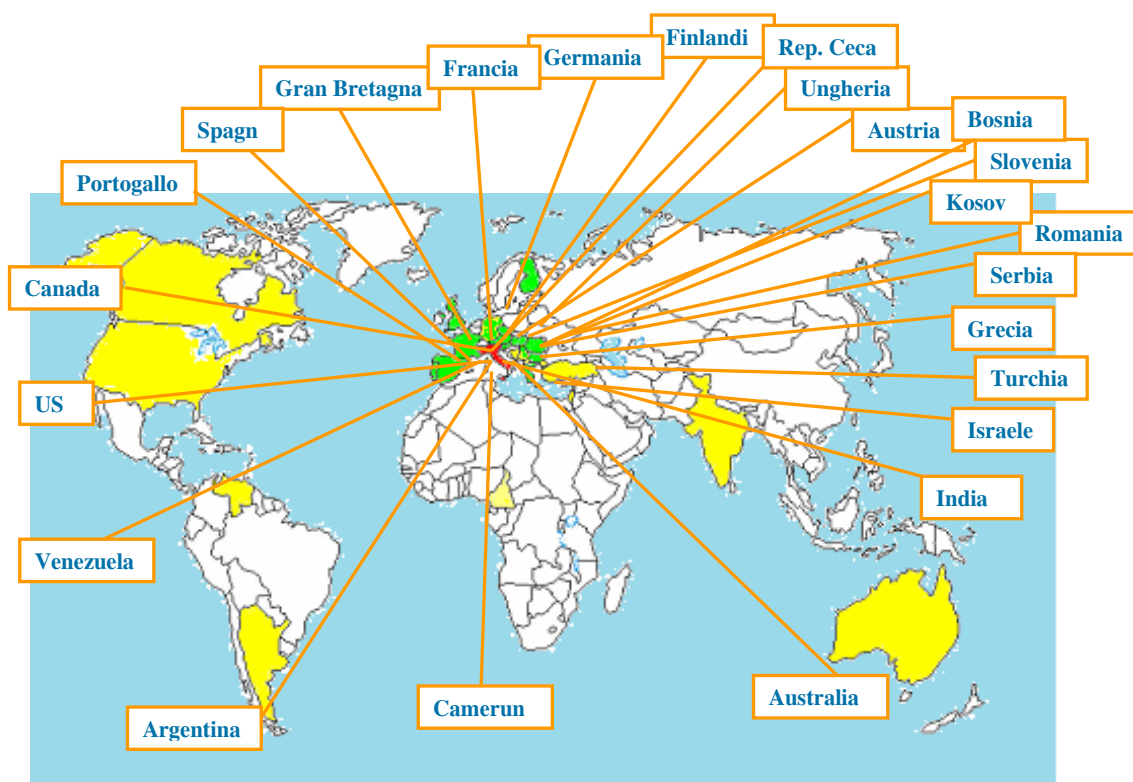 Finlandi
Rep. Ceca
Germania
Francia
Gran Bretagna
Ungheria
Spagn
Austria
Bosnia
Slovenia
Portogallo
Kosov
Romania
Canada
Serbia
Grecia
Turchia
US
Israele
India
Venezuela
Argentina
Camerun
Australia